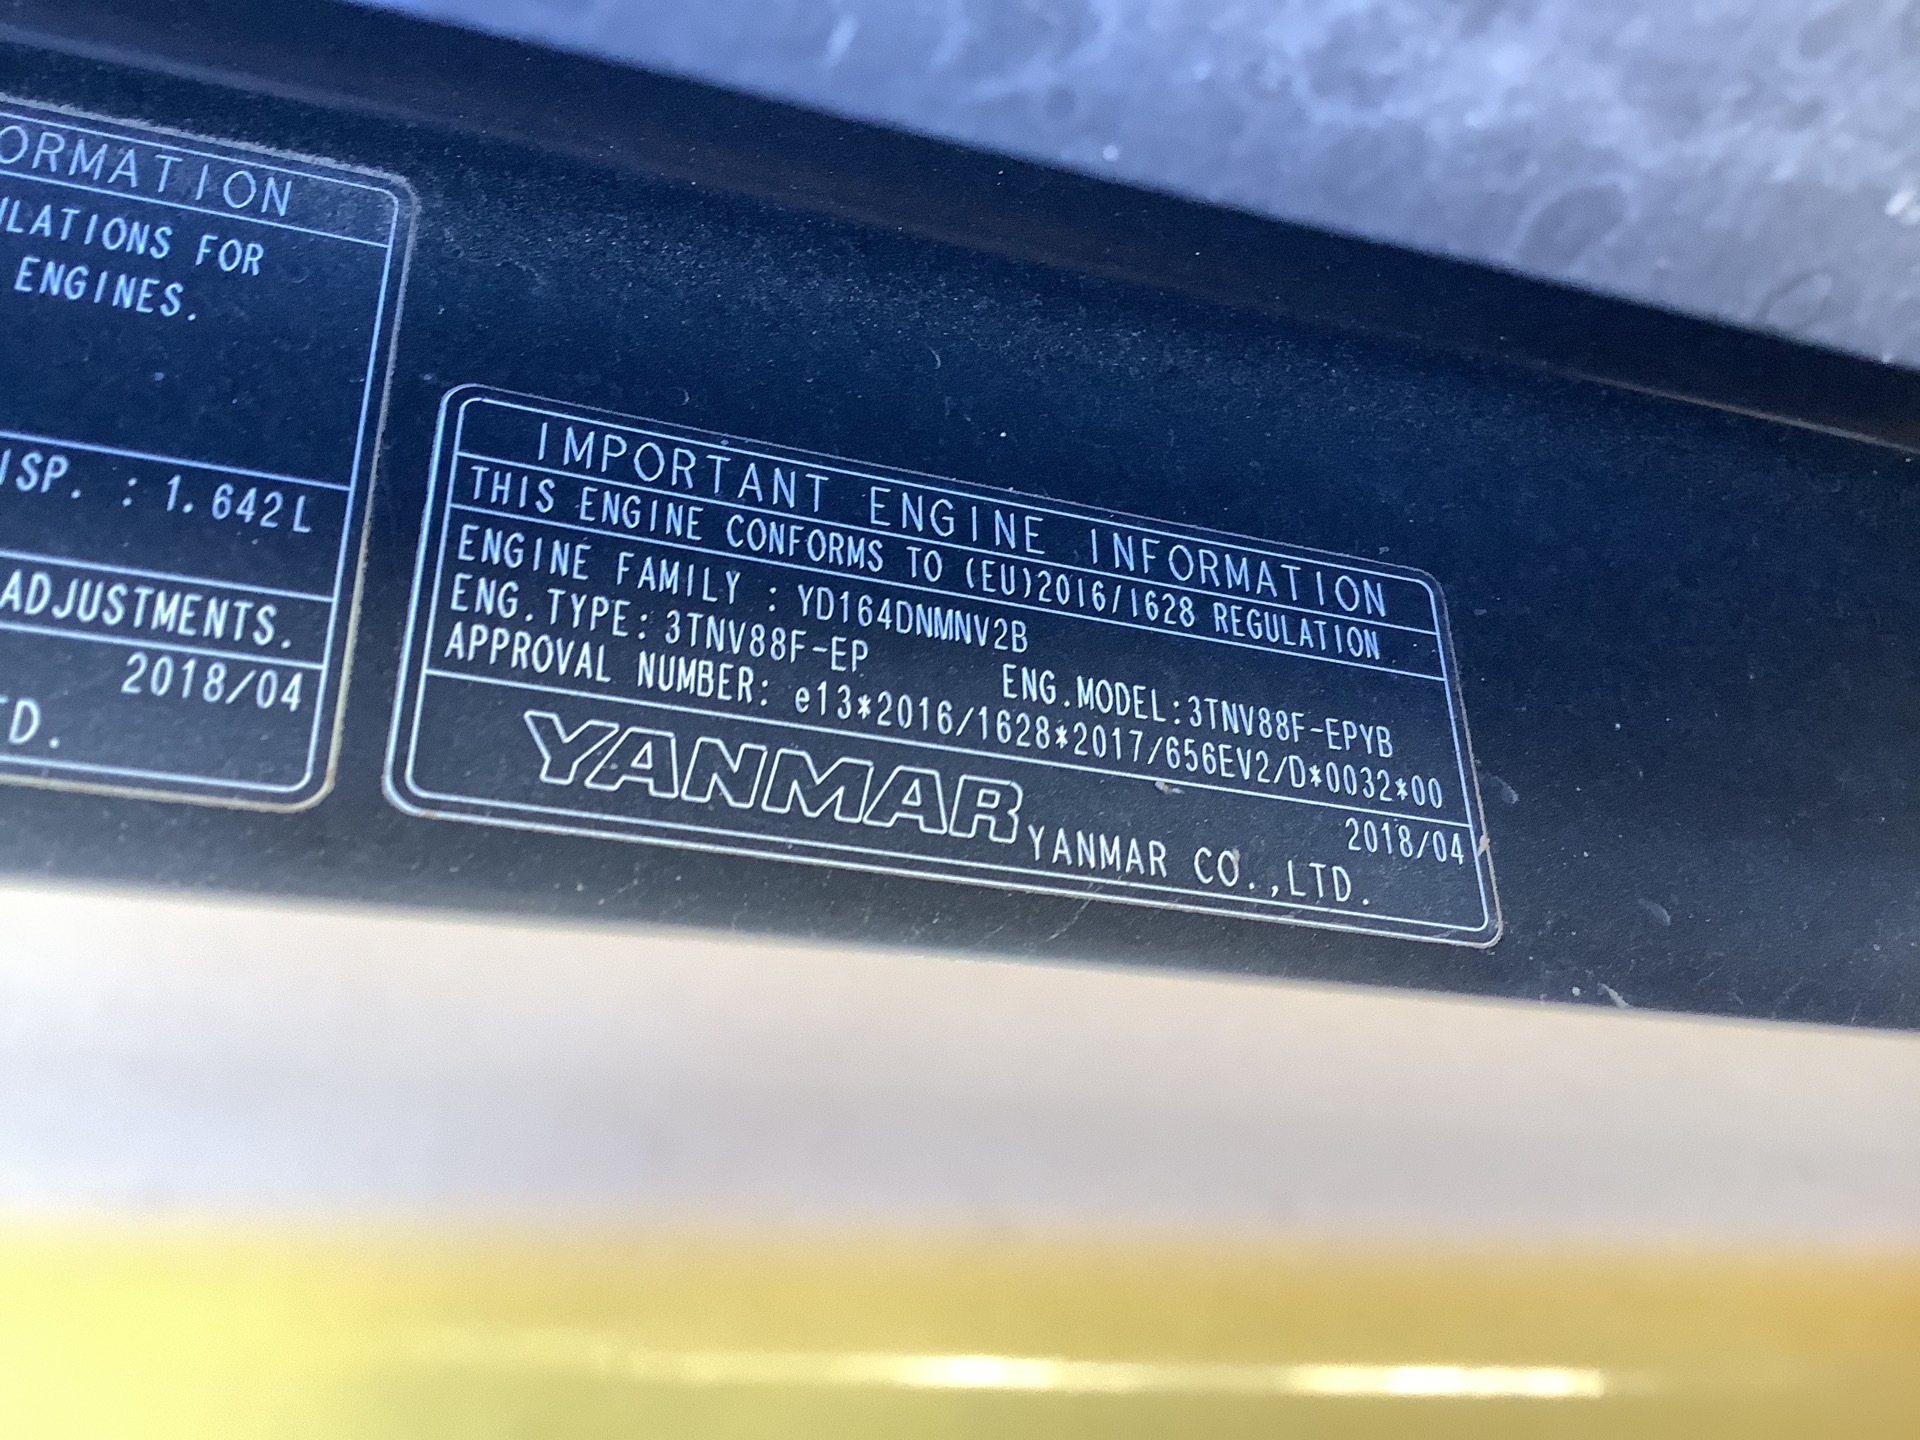 ORMATION
ULATIONS FOR
ENGINES.
ISP. : 1.642L
ADJUSTMENTS.
2018/04
TD.
IMPORTANT ENGINE INFORMATION
THIS ENGINE CONFORMS TO (EU)2016/1628 REGULATION
ENGINE FAMILY : YD164DNMNV2B
ENG.TYPE: 3TNV88F-EP ENG.MODEL:3TNV88F-EPYB
APPROVAL NUMBER: e13*2016/1628*2017/656EV2/D*0032*00
2018/04
YANMAR YANMAR CO.,LTD.